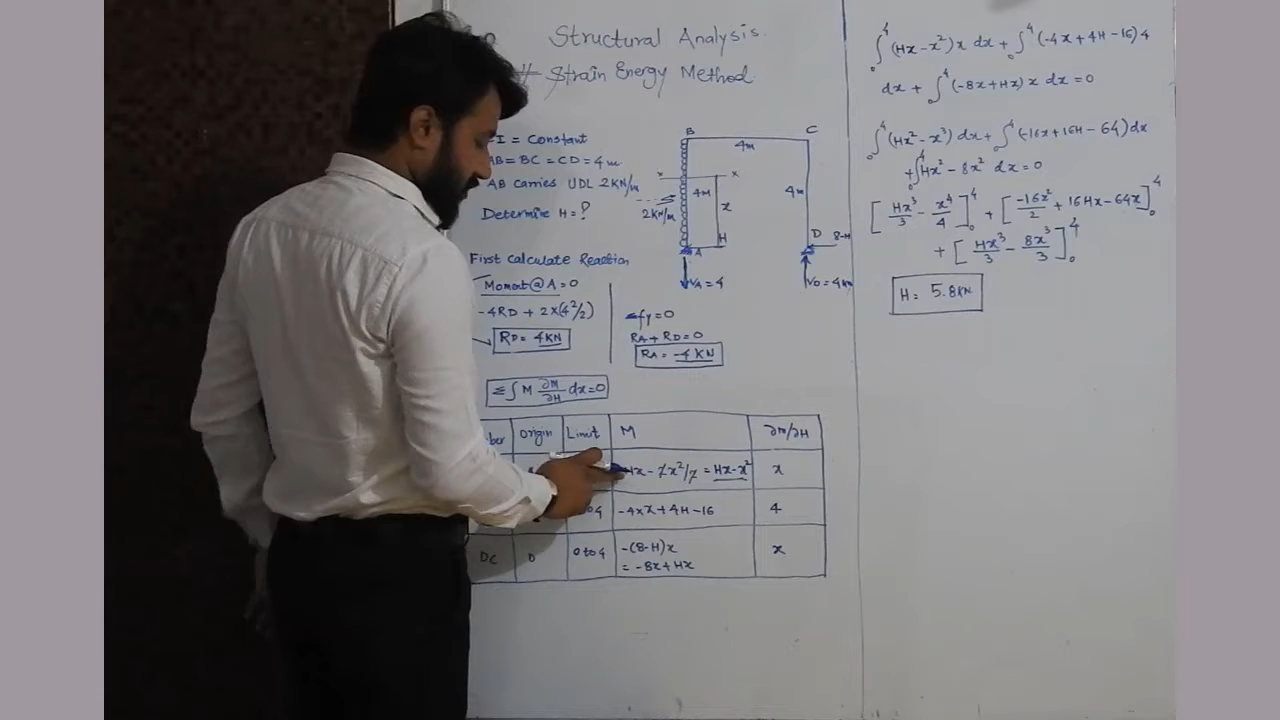 Structural Analysis.
# Strain Energy Method
EI = Constant
AB = BC = CD = 4m
AB carries UDL 2KN/m
Determine H = ?
First Calculate Reaction
Moment @ A = 0
-4RD + 2×(4²/2)
RD = 4KN
Σfy = 0
RA + RD = 0
RA = -4 KN
Σ∫ M ∂M/∂H dx = 0
B
C
4m
4m
4m
x
x
x
2KN/m
H
A
VA = 4
D
8-H
VD = 4KN
Origin Limit M ∂M/∂H
Hx - 2x²/2 = Hx-x² x
-4×x + 4H - 16 4
DC D 0 to 4 -(8-H)x x
= -8x + Hx
∫₀⁴ (Hx - x²) x dx + ∫₀⁴ (-4x + 4H - 16) 4
dx + ∫₀⁴ (-8x + Hx) x dx = 0
∫₀⁴ (Hx² - x³) dx + ∫₀⁴ (-16x + 16H - 64) dx
+ ∫₀⁴ Hx² - 8x² dx = 0
[Hx³/3 - x⁴/4]₀⁴ + [-16x²/2 + 16Hx - 64x]₀⁴
+ [Hx³/3 - 8x³/3]₀⁴
H = 5.8KN